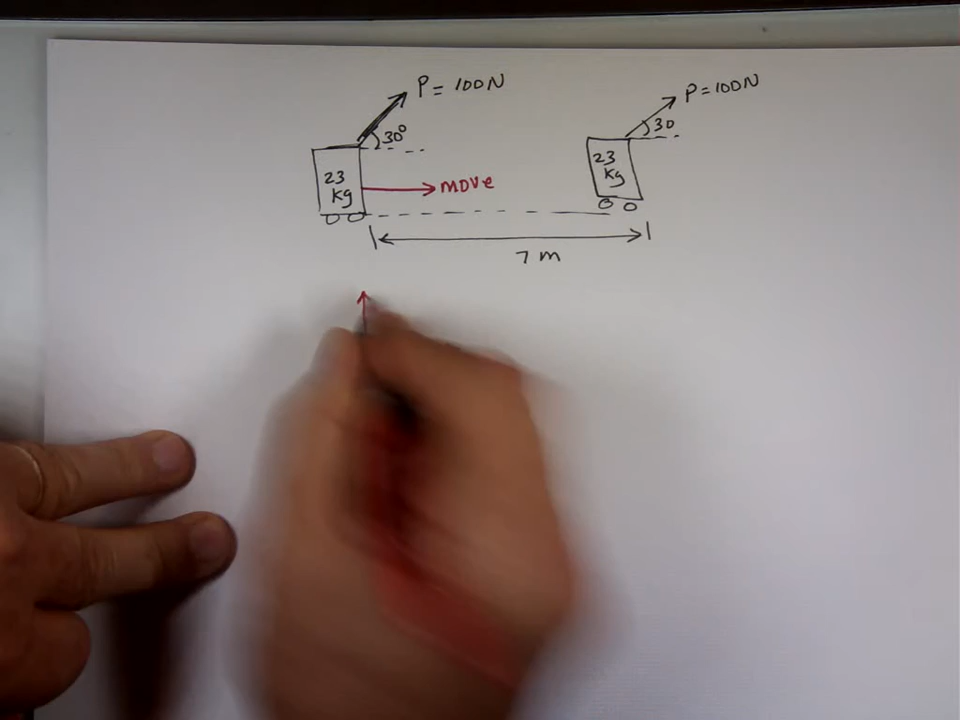 P = 100N
30°
23
kg
move
P = 100N
30
23
kg
7 m